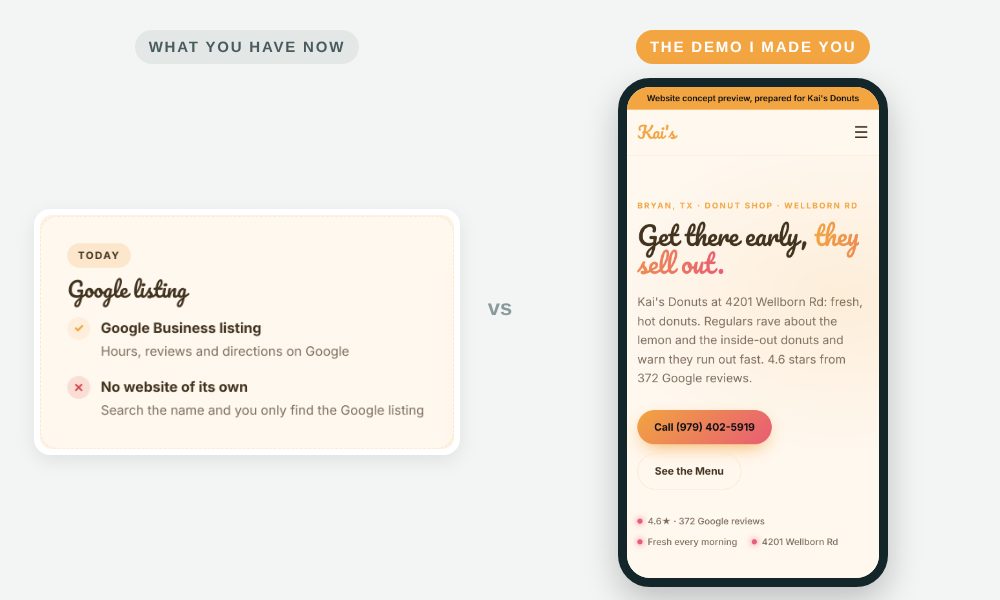 WHAT YOU HAVE NOW
TODAY
Google listing
Google Business listing
Hours, reviews and directions on Google
No website of its own
Search the name and you only find the Google listing
vs
THE DEMO I MADE YOU
Website concept preview, prepared for Kai's Donuts
Kai's
BRYAN, TX · DONUT SHOP · WELLBORN RD
Get there early, they
sell out.
Kai's Donuts at 4201 Wellborn Rd: fresh,
hot donuts. Regulars rave about the
lemon and the inside-out donuts and
warn they run out fast. 4.6 stars from
372 Google reviews.
Call (979) 402-5919
See the Menu
4.6★ · 372 Google reviews
Fresh every morning
4201 Wellborn Rd